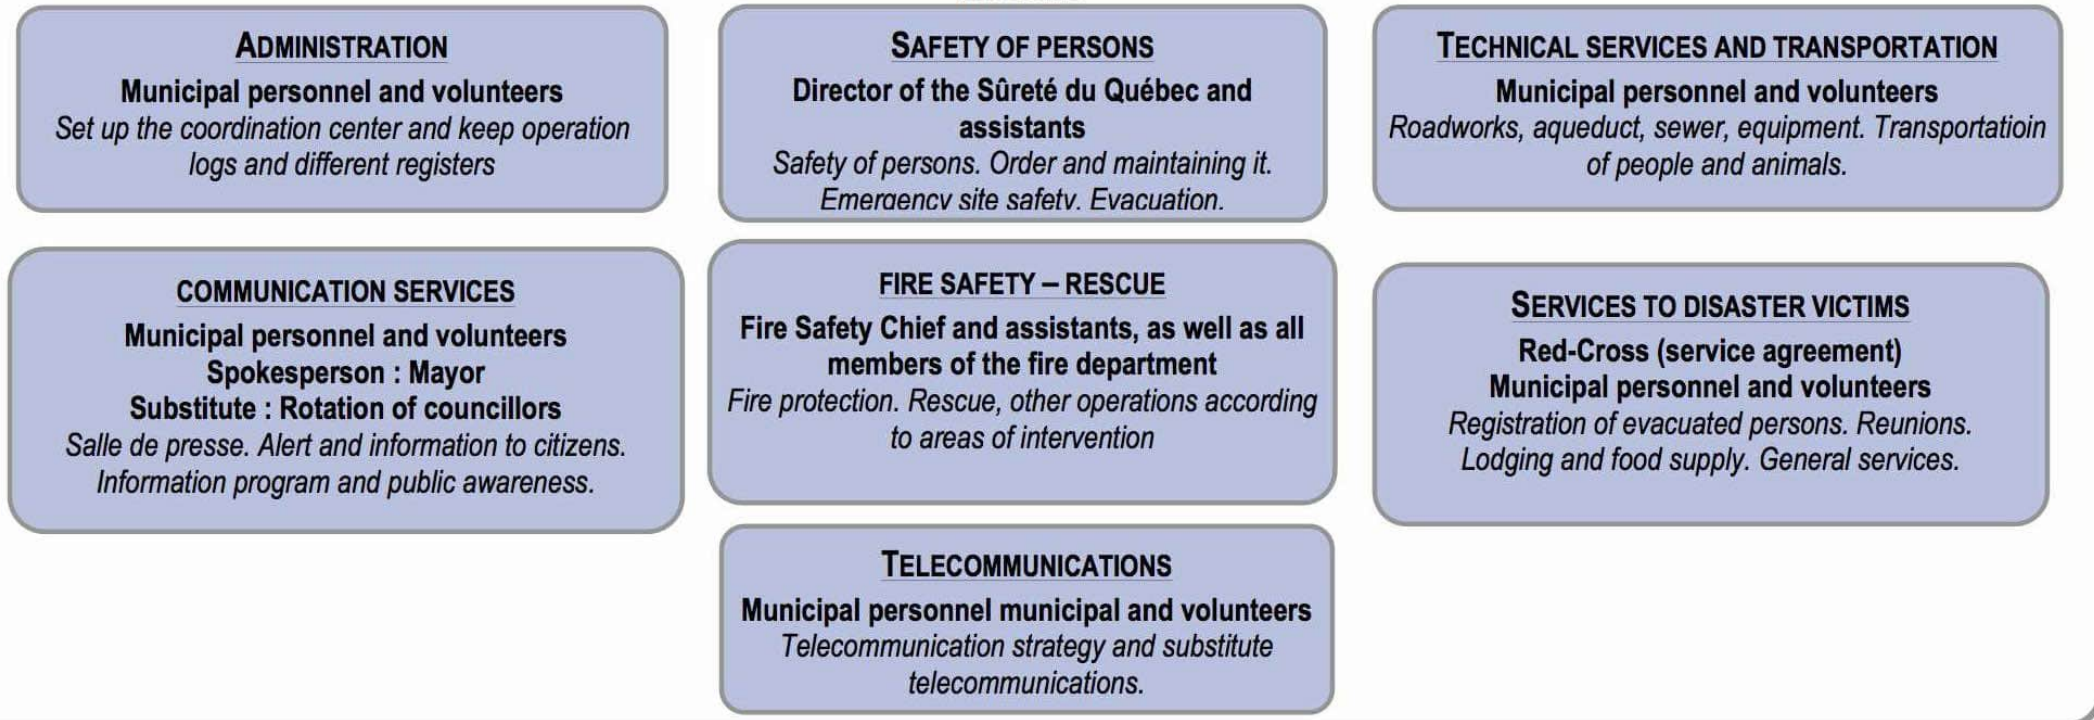 ADMINISTRATION
Municipal personnel and volunteers
Set up the coordination center and keep operation
logs and different registers
SAFETY OF PERSONS
Director of the Sûreté du Québec and
assistants
Safety of persons. Order and maintaining it.
Emergency site safety. Evacuation.
TECHNICAL SERVICES AND TRANSPORTATION
Municipal personnel and volunteers
Roadworks, aqueduct, sewer, equipment. Transportatioin
of people and animals.
COMMUNICATION SERVICES
Municipal personnel and volunteers
Spokesperson : Mayor
Substitute : Rotation of councillors
Salle de presse. Alert and information to citizens.
Information program and public awareness.
FIRE SAFETY – RESCUE
Fire Safety Chief and assistants, as well as all
members of the fire department
Fire protection. Rescue, other operations according
to areas of intervention
SERVICES TO DISASTER VICTIMS
Red-Cross (service agreement)
Municipal personnel and volunteers
Registration of evacuated persons. Reunions.
Lodging and food supply. General services.
TELECOMMUNICATIONS
Municipal personnel municipal and volunteers
Telecommunication strategy and substitute
telecommunications.